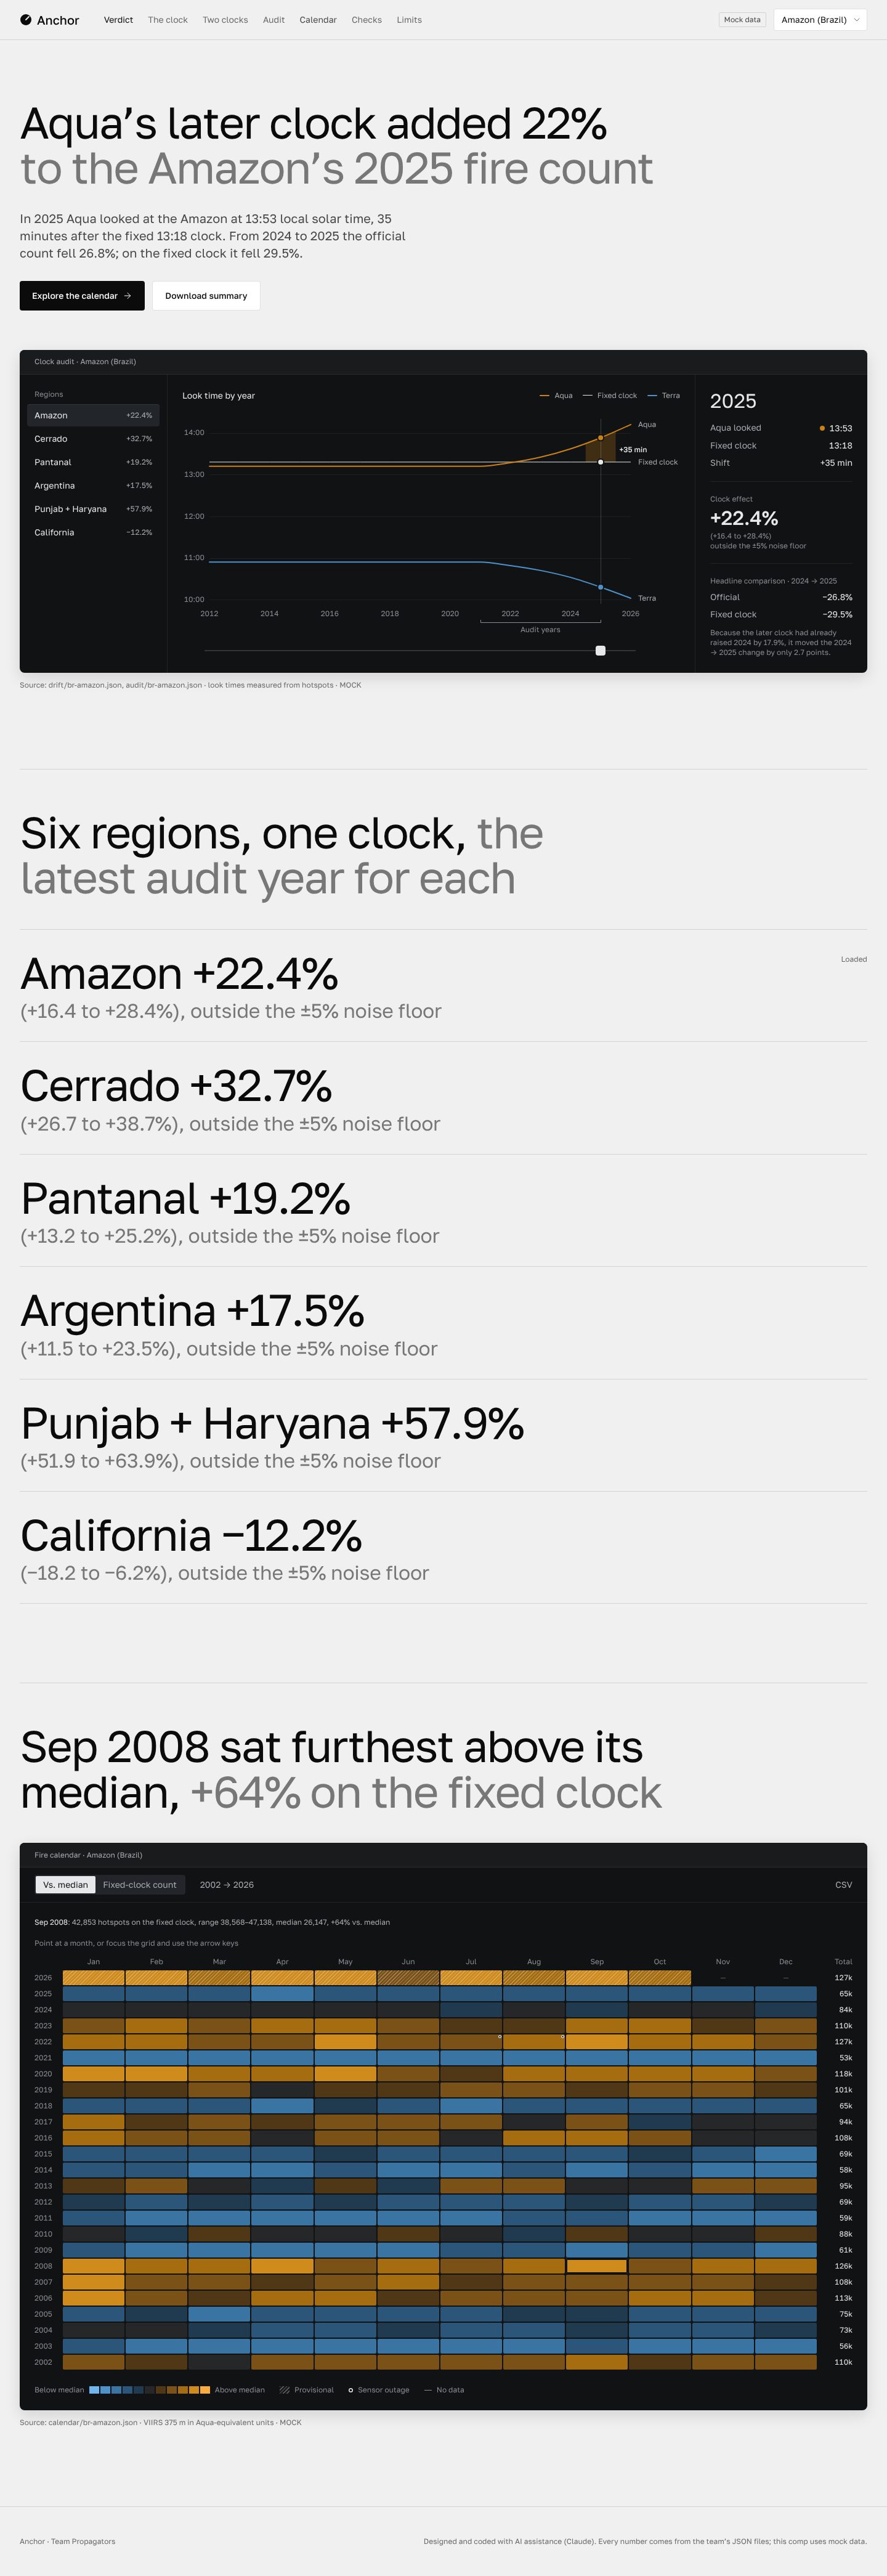 Anchor
Verdict The clock Two clocks Audit Calendar Checks Limits
Mock data
Amazon (Brazil)
Aqua’s later clock added 22%
to the Amazon’s 2025 fire count
In 2025 Aqua looked at the Amazon at 13:53 local solar time, 35
minutes after the fixed 13:18 clock. From 2024 to 2025 the official
count fell 26.8%; on the fixed clock it fell 29.5%.
Explore the calendar →
Download summary
Clock audit · Amazon (Brazil)
Regions
Amazon +22.4%
Cerrado +32.7%
Pantanal +19.2%
Argentina +17.5%
Punjab + Haryana +57.9%
California −12.2%
Look time by year
Aqua Fixed clock Terra
14:00
13:00
12:00
11:00
10:00
Aqua
+35 min
Fixed clock
Terra
2012 2014 2016 2018 2020 2022 2024 2026
Audit years
2025
Aqua looked 13:53
Fixed clock 13:18
Shift +35 min
Clock effect
+22.4%
(+16.4 to +28.4%)
outside the ±5% noise floor
Headline comparison · 2024 → 2025
Official −26.8%
Fixed clock −29.5%
Because the later clock had already
raised 2024 by 17.9%, it moved the 2024
→ 2025 change by only 2.7 points.
Source: drift/br-amazon.json, audit/br-amazon.json · look times measured from hotspots · MOCK
Six regions, one clock, the
latest audit year for each
Amazon +22.4%
Loaded
(+16.4 to +28.4%), outside the ±5% noise floor
Cerrado +32.7%
(+26.7 to +38.7%), outside the ±5% noise floor
Pantanal +19.2%
(+13.2 to +25.2%), outside the ±5% noise floor
Argentina +17.5%
(+11.5 to +23.5%), outside the ±5% noise floor
Punjab + Haryana +57.9%
(+51.9 to +63.9%), outside the ±5% noise floor
California −12.2%
(−18.2 to −6.2%), outside the ±5% noise floor
Sep 2008 sat furthest above its
median, +64% on the fixed clock
Fire calendar · Amazon (Brazil)
Vs. median Fixed-clock count 2002 → 2026 CSV
Sep 2008: 42,853 hotspots on the fixed clock, range 38,568–47,138, median 26,147, +64% vs. median
Point at a month, or focus the grid and use the arrow keys
Jan Feb Mar Apr May Jun Jul Aug Sep Oct Nov Dec Total
2026 – – 127k
2025 65k
2024 84k
2023 110k
2022 127k
2021 53k
2020 118k
2019 101k
2018 65k
2017 94k
2016 108k
2015 69k
2014 58k
2013 95k
2012 69k
2011 59k
2010 88k
2009 61k
2008 126k
2007 108k
2006 113k
2005 75k
2004 73k
2003 56k
2002 110k
Below median Above median Provisional Sensor outage — No data
Source: calendar/br-amazon.json · VIIRS 375 m in Aqua-equivalent units · MOCK
Anchor · Team Propagators
Designed and coded with AI assistance (Claude). Every number comes from the team’s JSON files; this comp uses mock data.